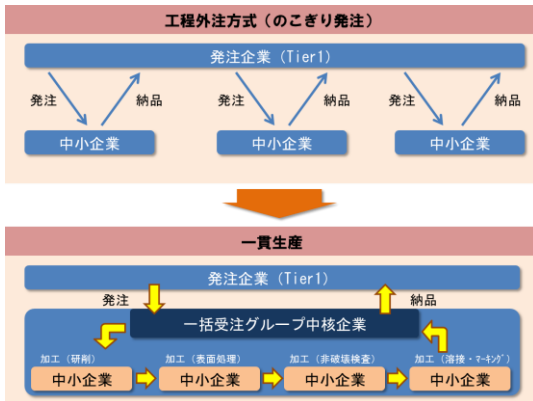 工程外注方式（のこぎり発注）
発注企業（Tier1）
発注 納品 発注 納品 発注 納品
中小企業 中小企業 中小企業
一貫生産
発注企業（Tier1）
発注 納品
一括受注グループ中核企業
加工（研削） 加工（表面処理） 加工（非破壊検査） 加工（溶接・マーキング）
中小企業 中小企業 中小企業 中小企業